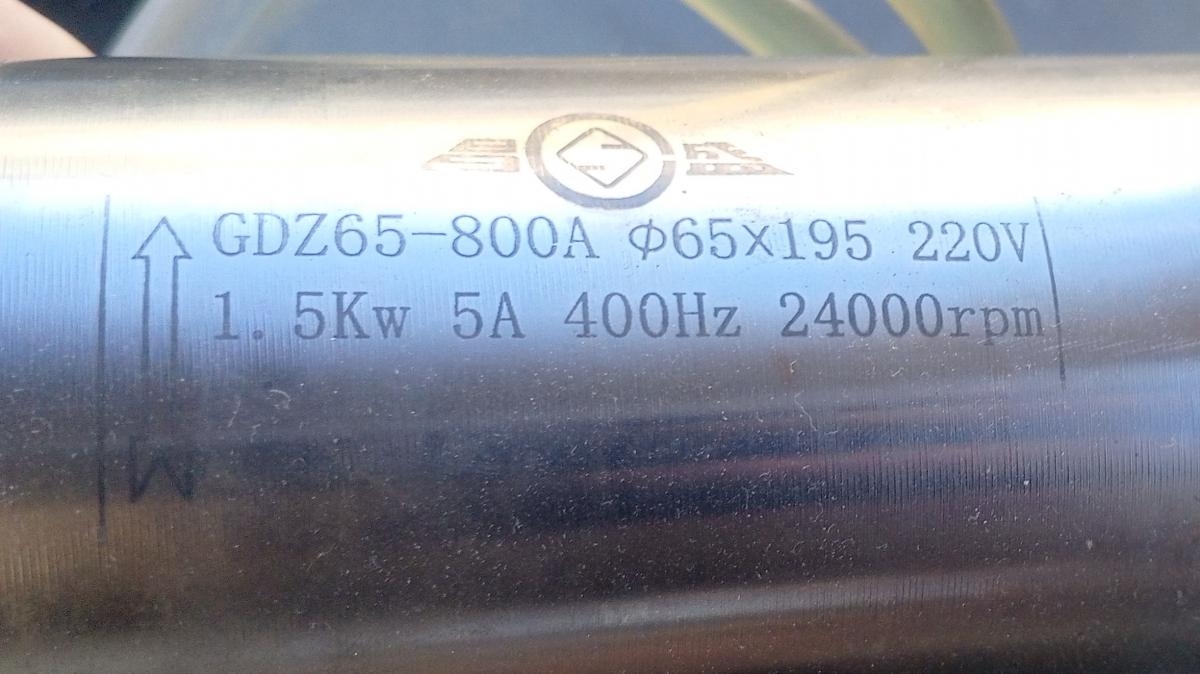 GDZ65-800A Φ65×195 220V
1.5Kw 5A 400Hz 24000rpm